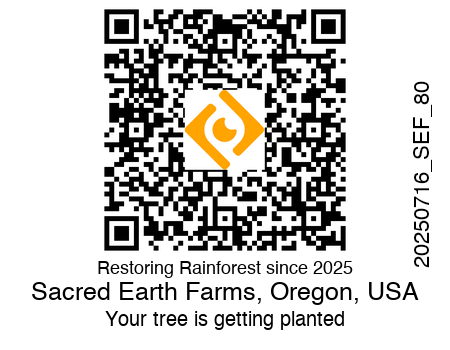 Restoring Rainforest since 2025
Sacred Earth Farms, Oregon, USA
Your tree is getting planted
20250716_SEF_80